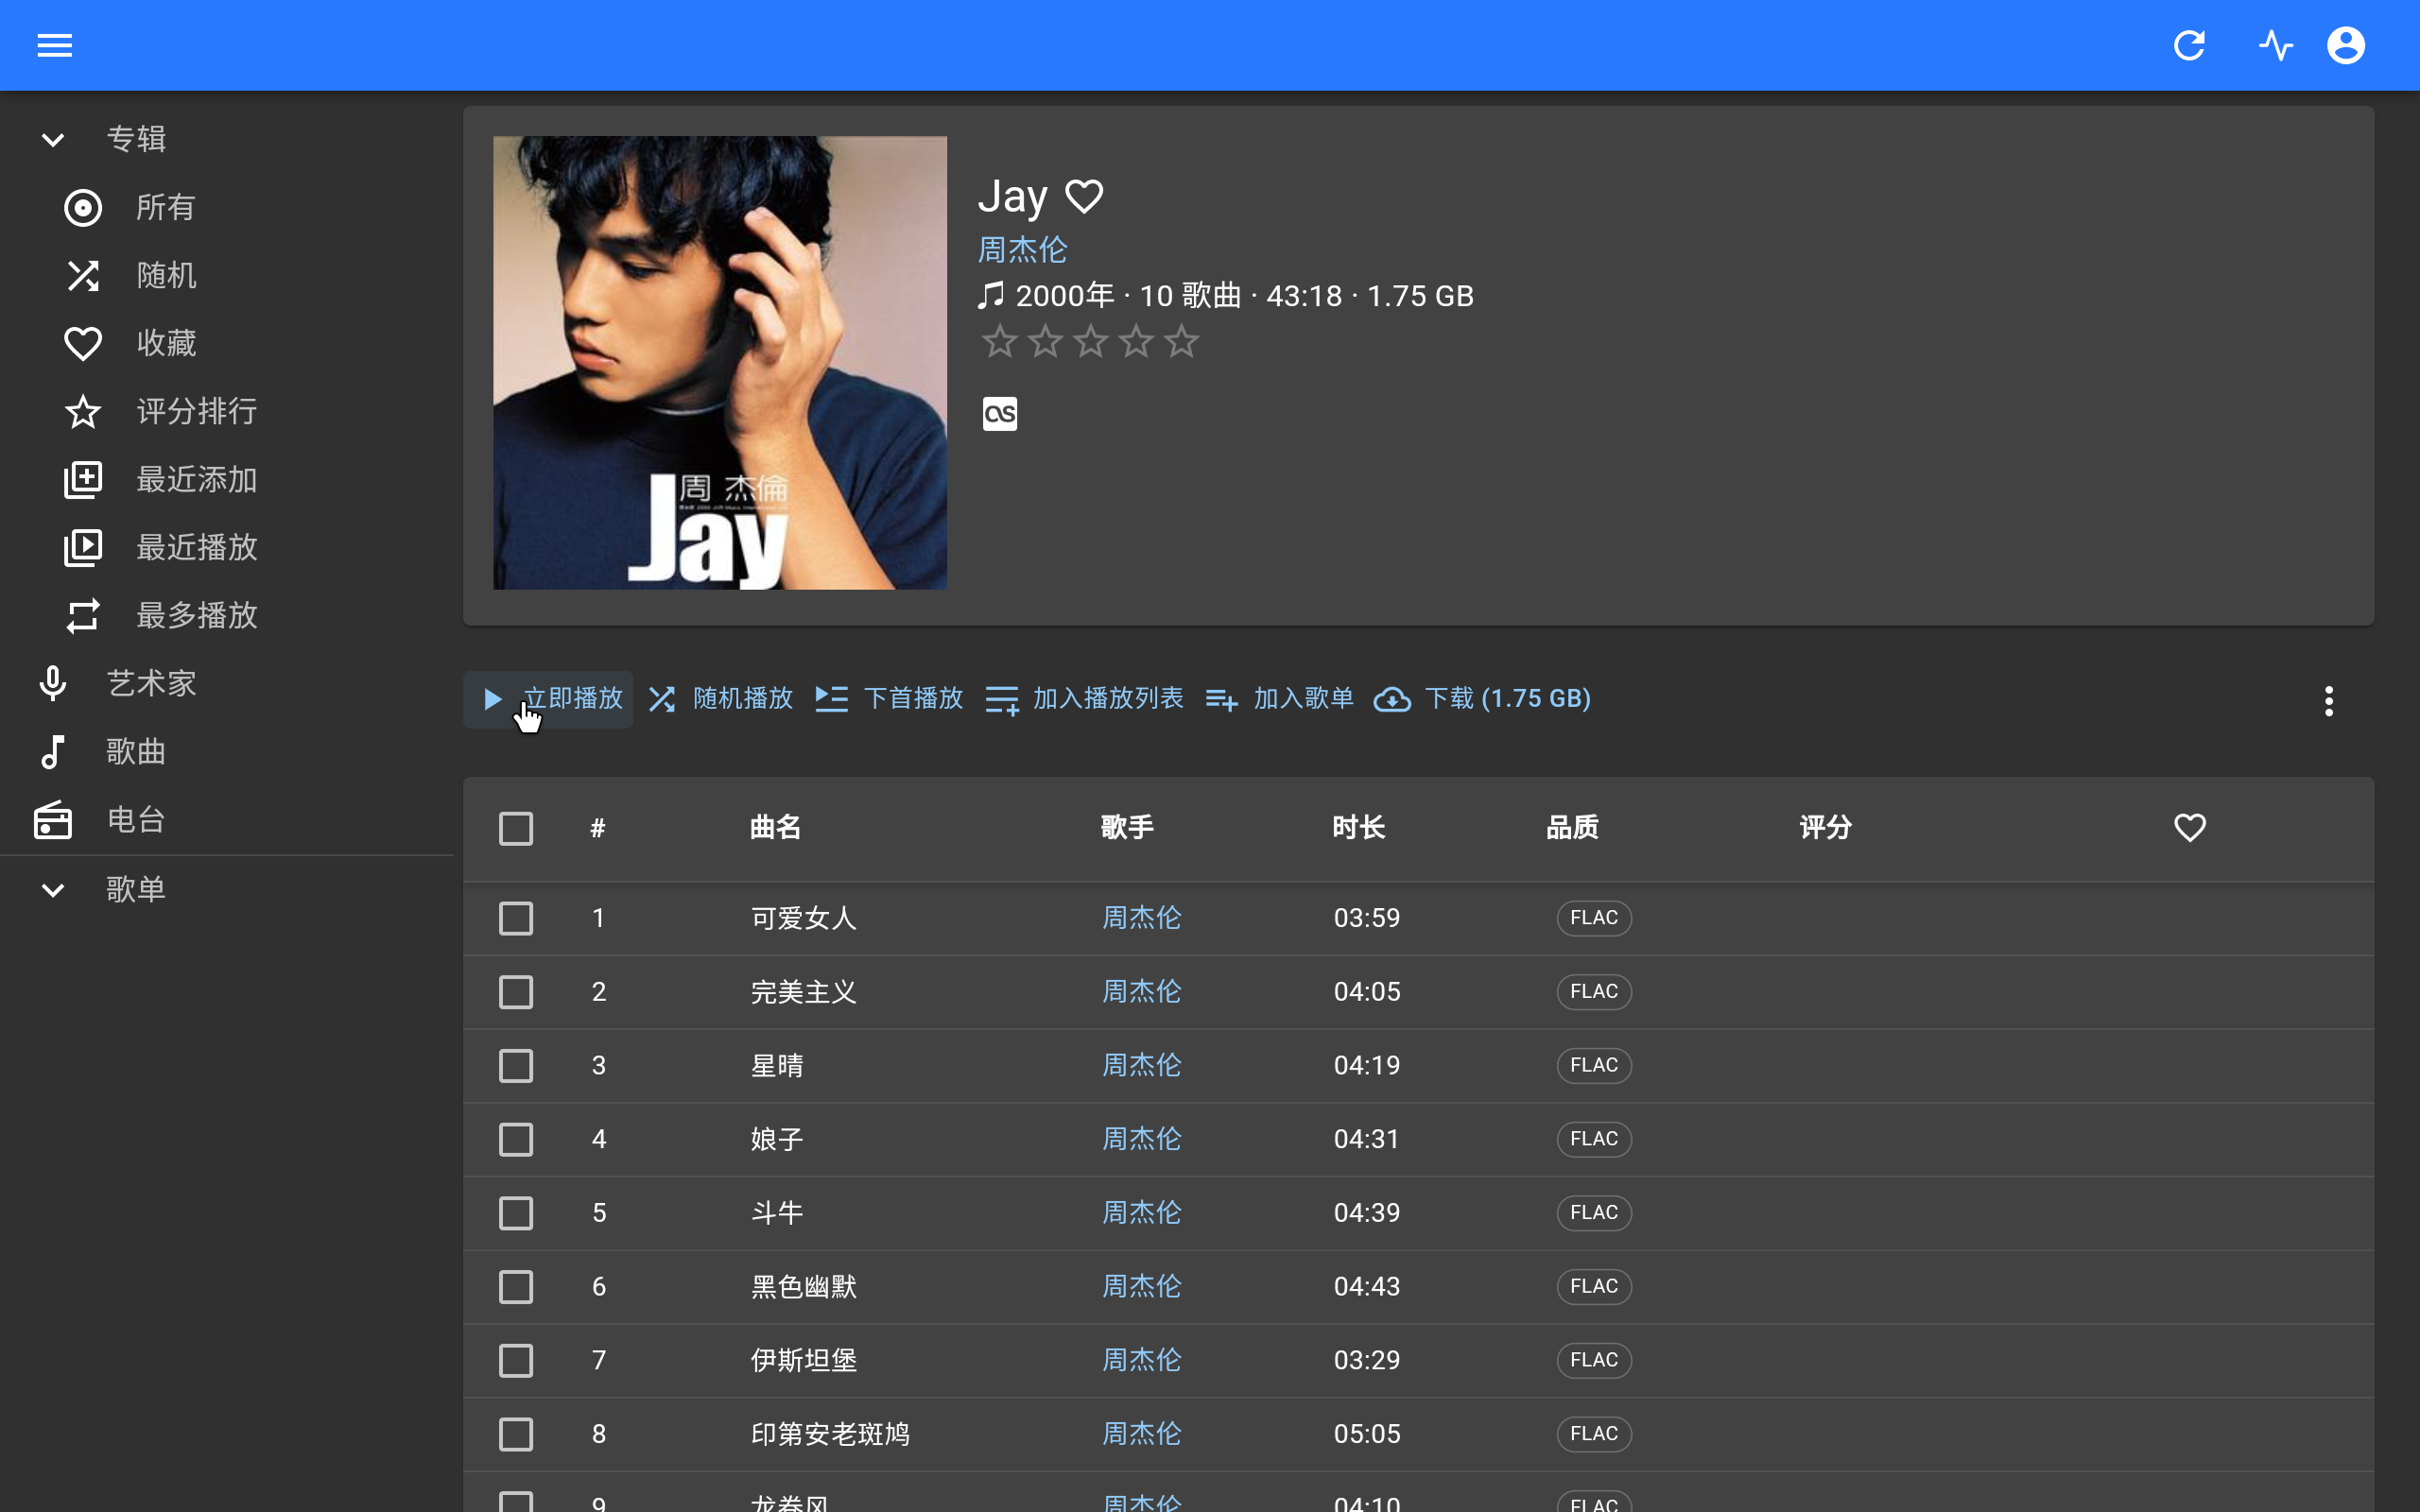 专辑
所有
随机
收藏
评分排行
最近添加
最近播放
最多播放
艺术家
歌曲
电台
歌单
周 杰倫
Jay
Jay
周杰伦
2000年 · 10 歌曲 · 43:18 · 1.75 GB
立即播放 随机播放 下首播放 加入播放列表 加入歌单 下载 (1.75 GB)
# 曲名 歌手 时长 品质 评分
1 可爱女人 周杰伦 03:59 FLAC
2 完美主义 周杰伦 04:05 FLAC
3 星晴 周杰伦 04:19 FLAC
4 娘子 周杰伦 04:31 FLAC
5 斗牛 周杰伦 04:39 FLAC
6 黑色幽默 周杰伦 04:43 FLAC
7 伊斯坦堡 周杰伦 03:29 FLAC
8 印第安老斑鸠 周杰伦 05:05 FLAC
9 龙卷风 周杰伦 04:10 FLAC